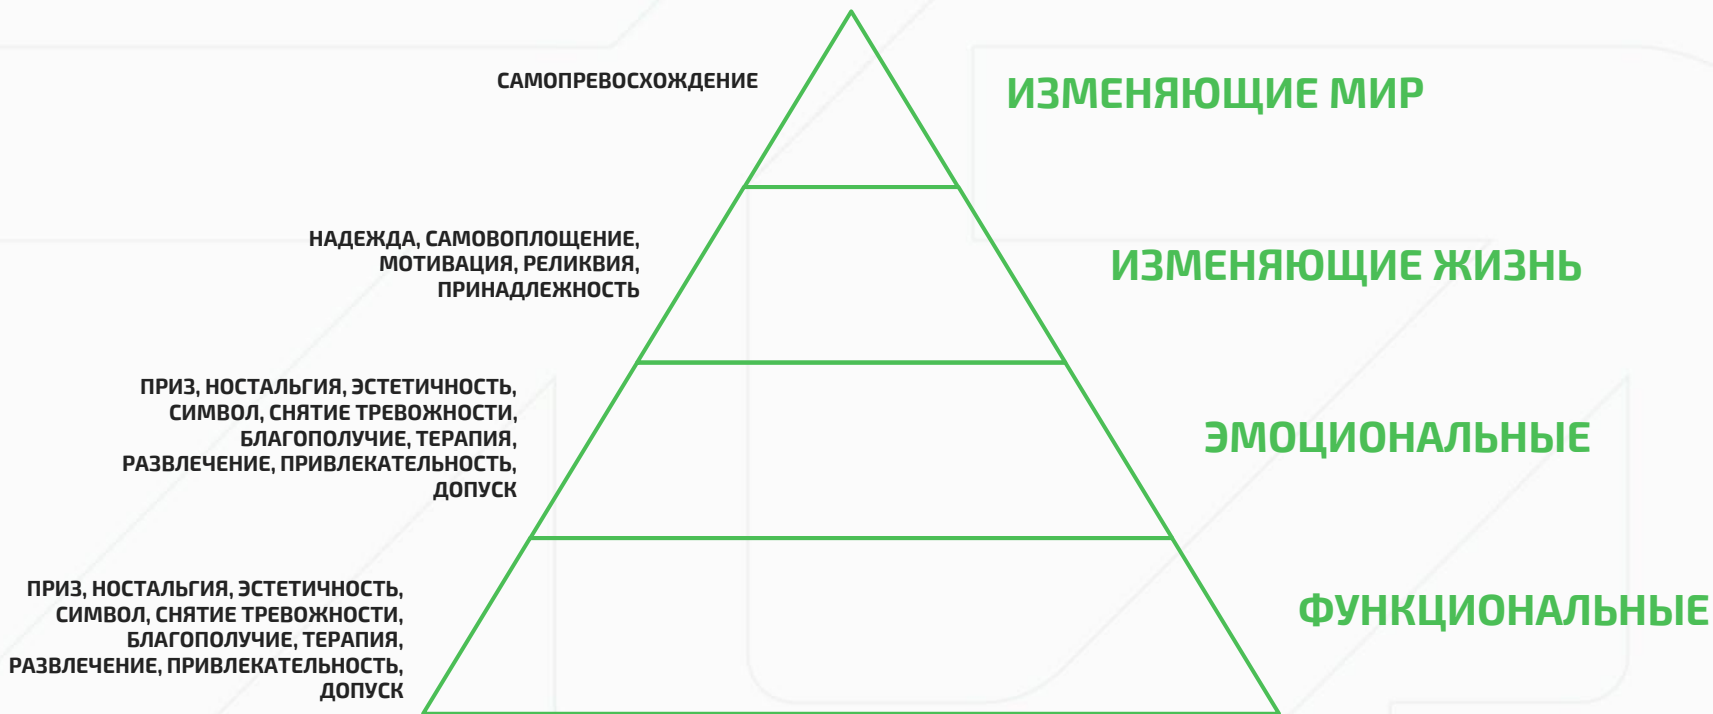 САМОПРЕВОСХОЖДЕНИЕ
ИЗМЕНЯЮЩИЕ МИР
НАДЕЖДА, САМОВОПЛОЩЕНИЕ,
МОТИВАЦИЯ, РЕЛИКВИЯ,
ПРИНАДЛЕЖНОСТЬ
ИЗМЕНЯЮЩИЕ ЖИЗНЬ
ПРИЗ, НОСТАЛЬГИЯ, ЭСТЕТИЧНОСТЬ,
СИМВОЛ, СНЯТИЕ ТРЕВОЖНОСТИ,
БЛАГОПОЛУЧИЕ, ТЕРАПИЯ,
РАЗВЛЕЧЕНИЕ, ПРИВЛЕКАТЕЛЬНОСТЬ,
ДОПУСК
ЭМОЦИОНАЛЬНЫЕ
ПРИЗ, НОСТАЛЬГИЯ, ЭСТЕТИЧНОСТЬ,
СИМВОЛ, СНЯТИЕ ТРЕВОЖНОСТИ,
БЛАГОПОЛУЧИЕ, ТЕРАПИЯ,
РАЗВЛЕЧЕНИЕ, ПРИВЛЕКАТЕЛЬНОСТЬ,
ДОПУСК
ФУНКЦИОНАЛЬНЫЕ